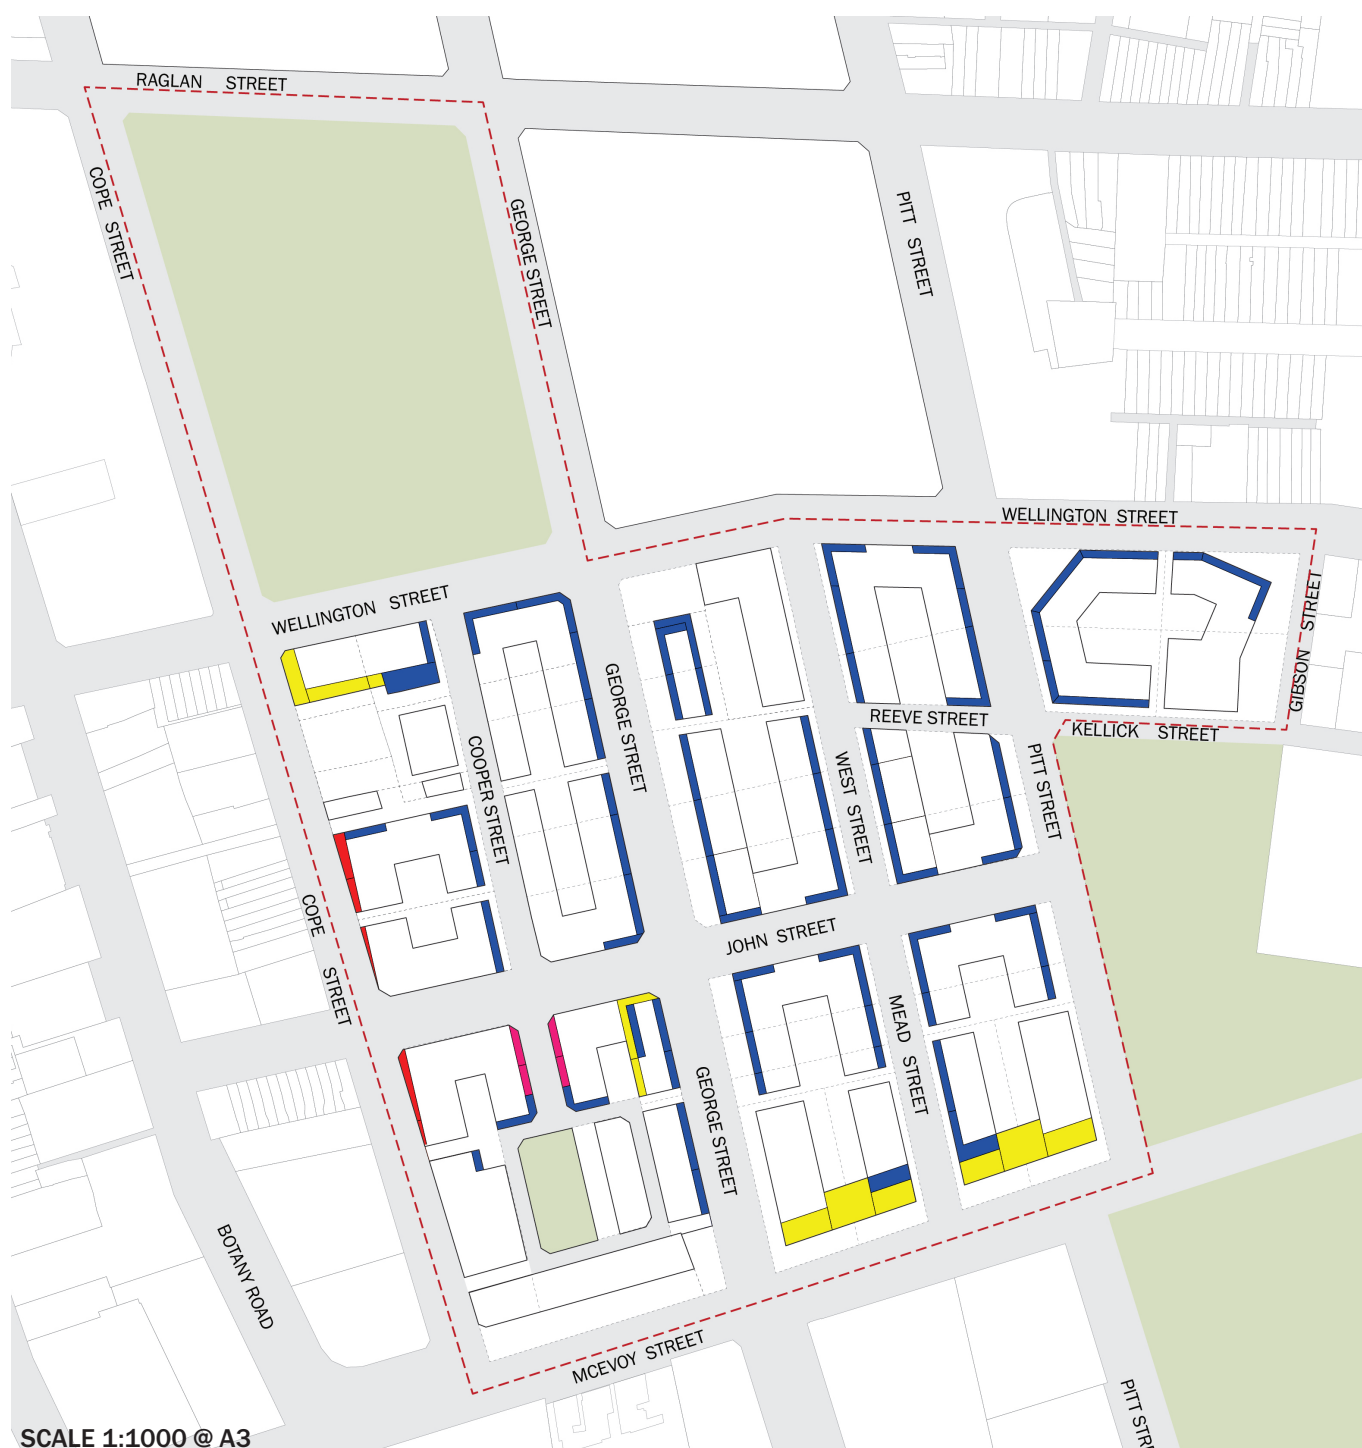 RAGLAN STREET
COPE STREET
GEORGE STREET
PITT STREET
WELLINGTON STREET
WELLINGTON STREET
GIBSON STREET
GEORGE STREET
REEVE STREET
KELLICK STREET
COOPER STREET
WEST STREET
PITT STREET
COPE STREET
JOHN STREET
MEAD STREET
GEORGE STREET
BOTANY ROAD
MCEVOY STREET
PITT STR
SCALE 1:1000 @ A3